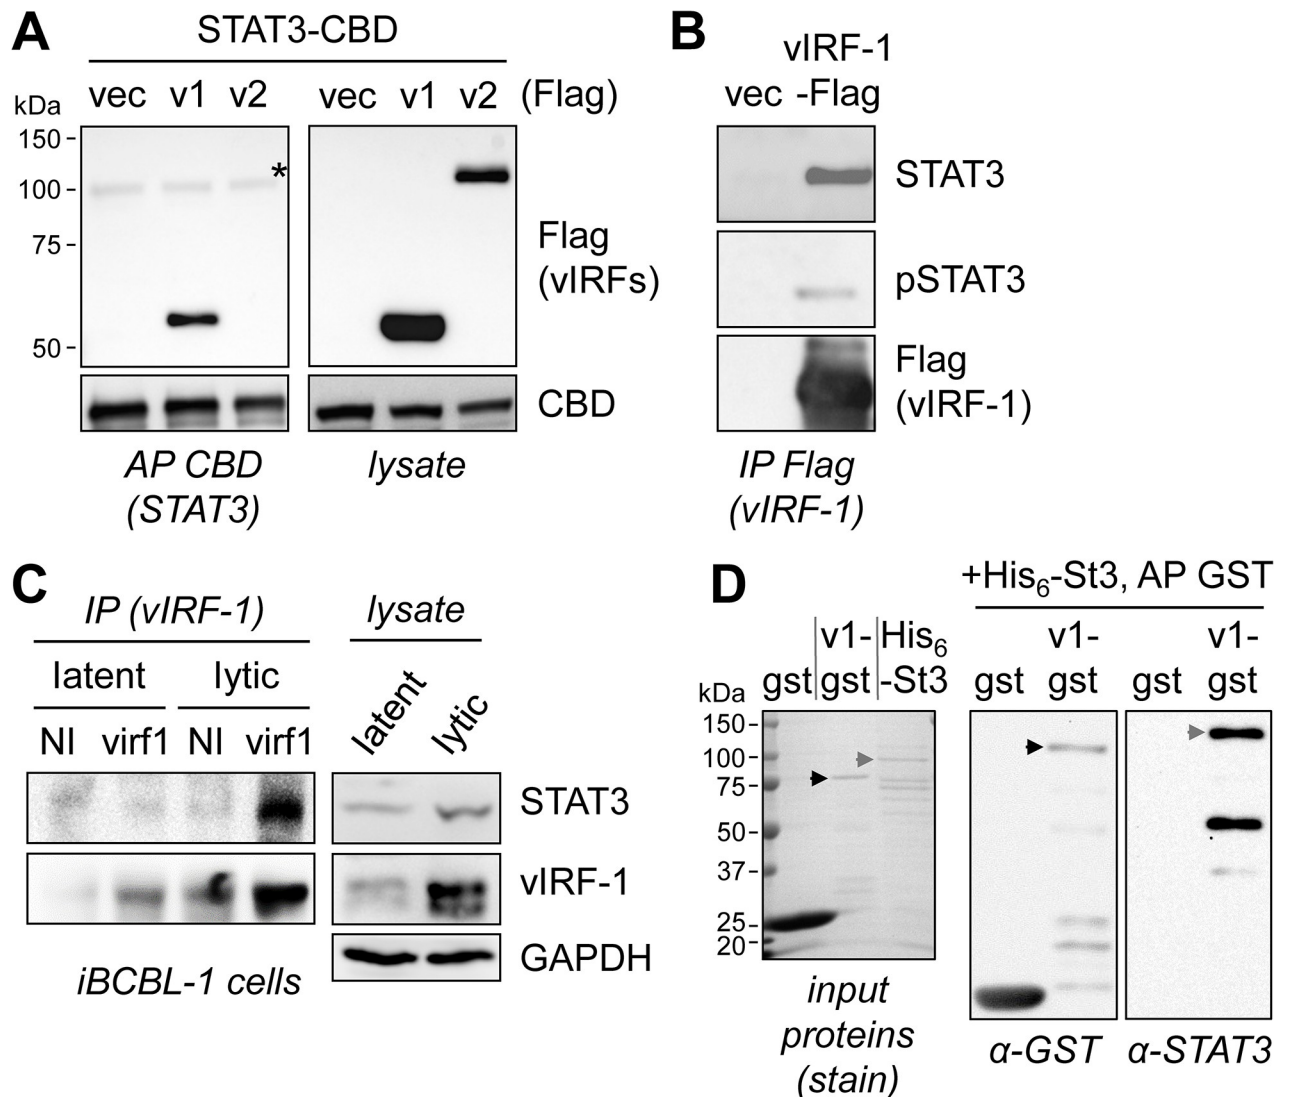 A
STAT3-CBD
vec v1 v2 vec v1 v2 (Flag)
kDa
150
100
75
50
*
Flag
(vIRFs)
CBD
AP CBD
(STAT3)
lysate
B
vIRF-1
vec -Flag
STAT3
pSTAT3
Flag
(vIRF-1)
IP Flag
(vIRF-1)
C
IP (vIRF-1)
lysate
latent lytic
NI virf1 NI virf1
latent lytic
STAT3
vIRF-1
GAPDH
iBCBL-1 cells
D
+His6-St3, AP GST
v1- His6
gst gst -St3
v1-
gst gst
v1-
gst gst
kDa
150
100
75
50
37
25
20
input
proteins
(stain)
α-GST
α-STAT3